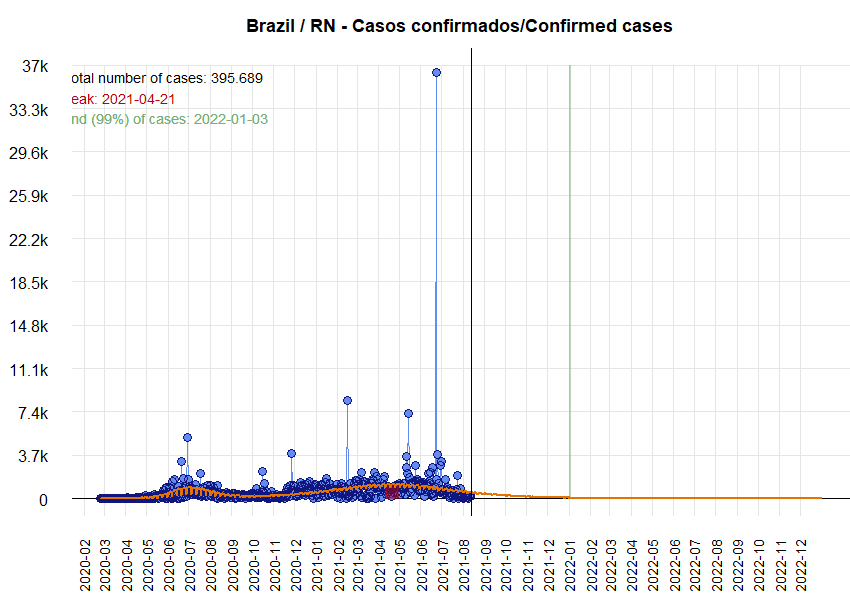 Brazil / RN - Casos confirmados/Confirmed cases
37k
otal number of cases: 395.689
eak: 2021-04-21
nd (99%) of cases: 2022-01-03
33.3k
29.6k
25.9k
22.2k
18.5k
14.8k
11.1k
7.4k
3.7k
0
2020-02
2020-03
2020-04
2020-05
2020-06
2020-07
2020-08
2020-09
2020-10
2020-11
2020-12
2021-01
2021-02
2021-03
2021-04
2021-05
2021-06
2021-07
2021-08
2021-09
2021-10
2021-11
2021-12
2022-01
2022-02
2022-03
2022-04
2022-05
2022-06
2022-07
2022-08
2022-09
2022-10
2022-11
2022-12